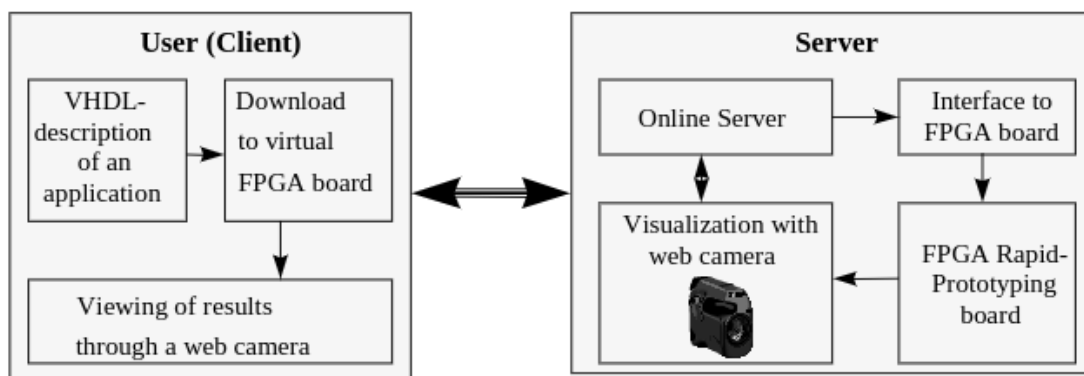 User (Client)
VHDL-
description
of an
application
Download
to virtual
FPGA board
Viewing of results
through a web camera
Server
Online Server
Interface to
FPGA board
Visualization with
web camera
FPGA Rapid-
Prototyping
board